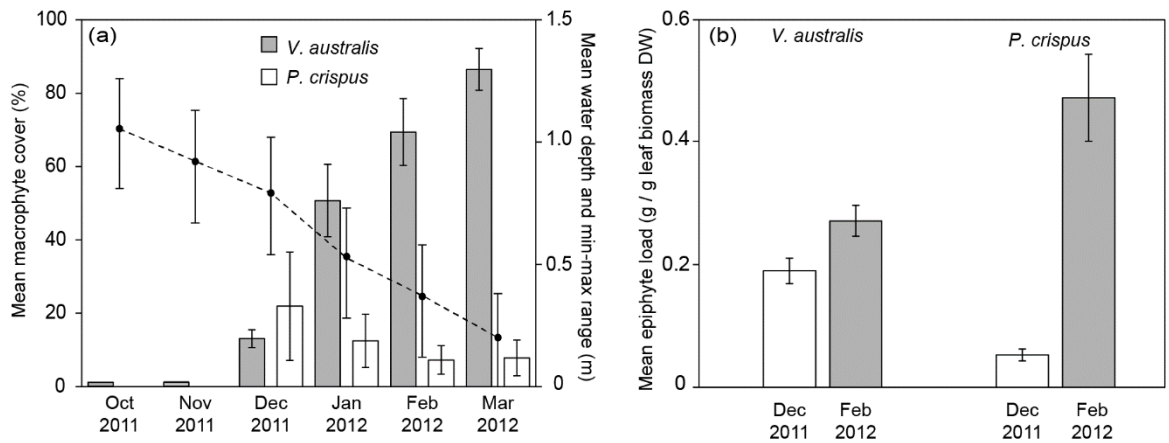 (a)
V. australis
P. crispus
Mean macrophyte cover (%)
100
80
60
40
20
0
Mean water depth and min-max range (m)
1.5
1.0
0.5
0
Oct 2011
Nov 2011
Dec 2011
Jan 2012
Feb 2012
Mar 2012
(b)
V. australis
P. crispus
Mean epiphyte load (g / g leaf biomass DW)
0.6
0.4
0.2
0
Dec 2011
Feb 2012
Dec 2011
Feb 2012